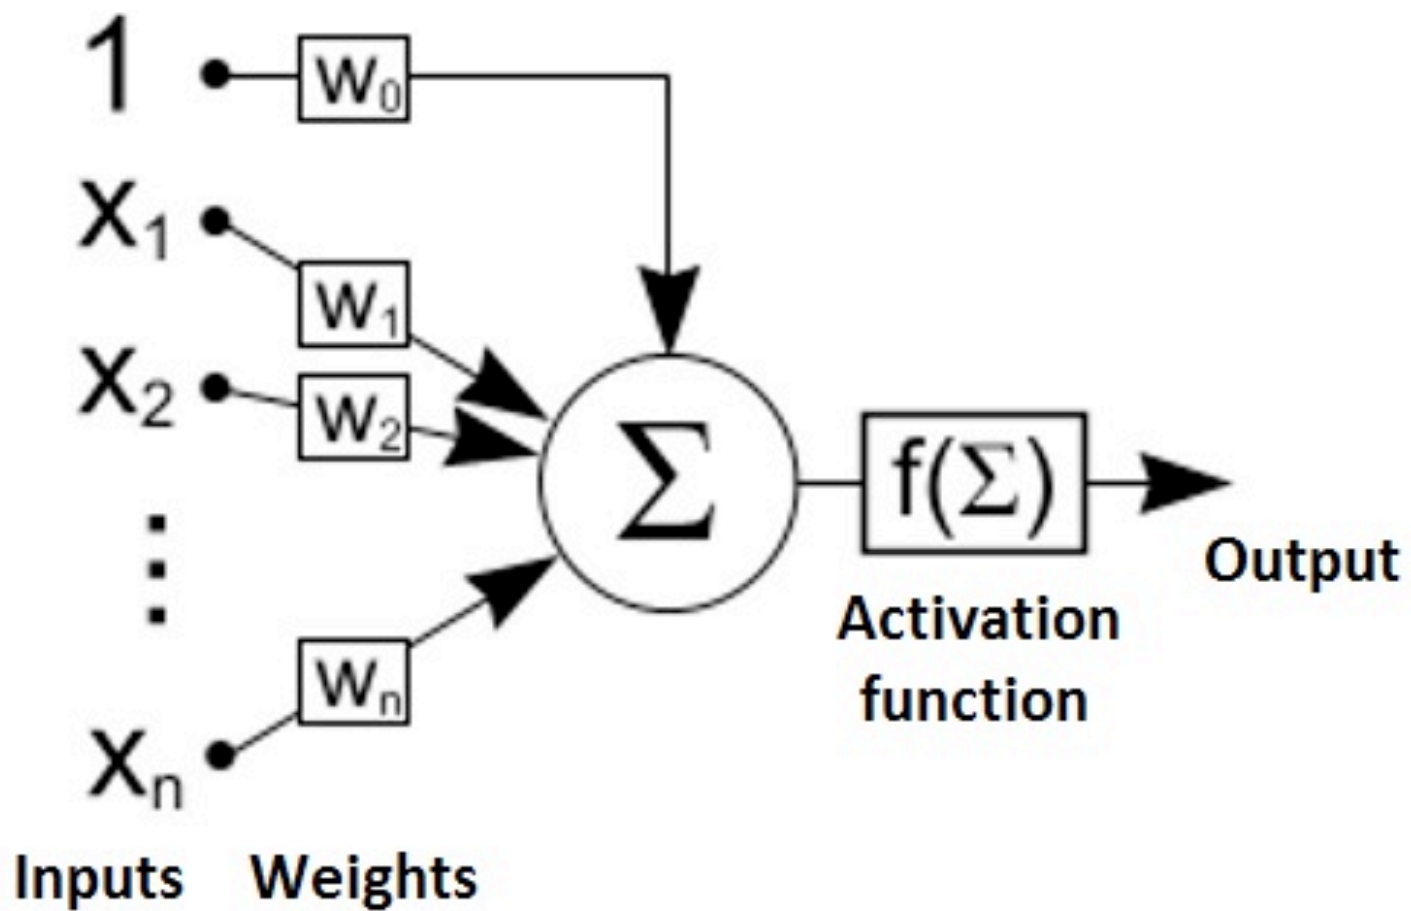 1 W₀
X₁ W₁
X₂ W₂
Σ f(Σ)
Output
Activation
function
Wₙ
Xₙ
Inputs Weights